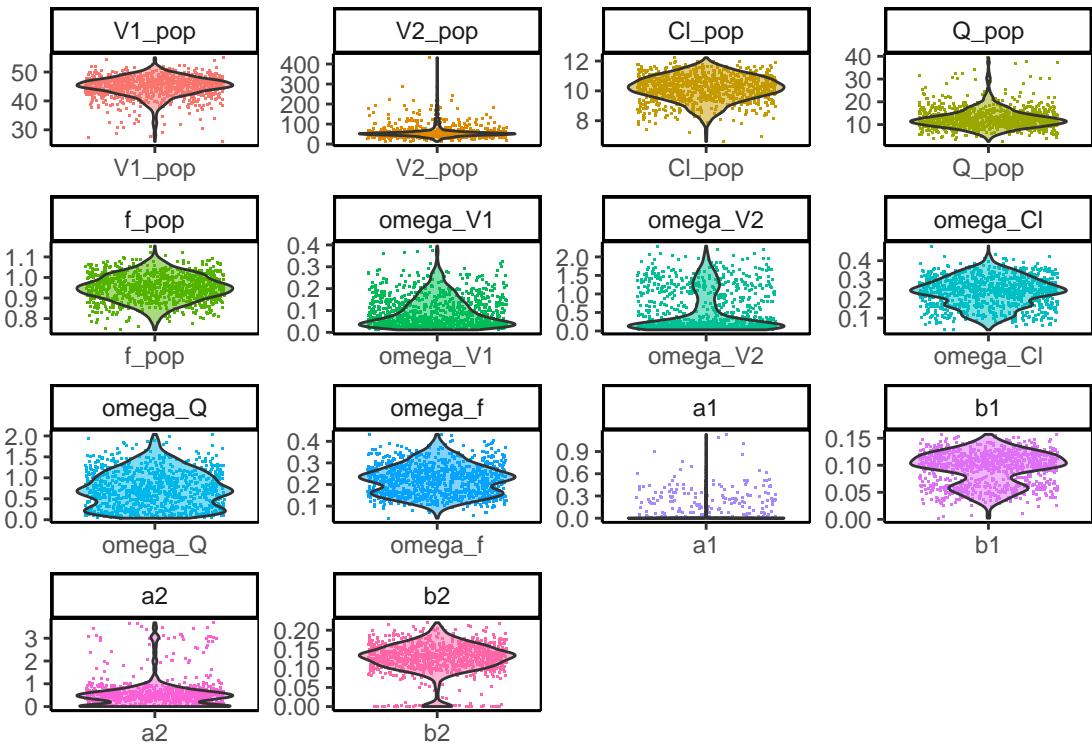 V1_pop V2_pop Cl_pop Q_pop
50 40 30
400 300 200 100 0
12 10 8
40 30 20 10
V1_pop V2_pop Cl_pop Q_pop
f_pop omega_V1 omega_V2 omega_Cl
1.1 1.0 0.9 0.8
0.4 0.3 0.2 0.1 0.0
2.0 1.5 1.0 0.5 0.0
0.4 0.3 0.2 0.1
f_pop omega_V1 omega_V2 omega_Cl
omega_Q omega_f a1 b1
2.0 1.5 1.0 0.5 0.0
0.4 0.3 0.2 0.1
0.9 0.6 0.3 0.0
0.15 0.10 0.05 0.00
omega_Q omega_f a1 b1
a2 b2
3 2 1 0
0.20 0.15 0.10 0.05 0.00
a2 b2